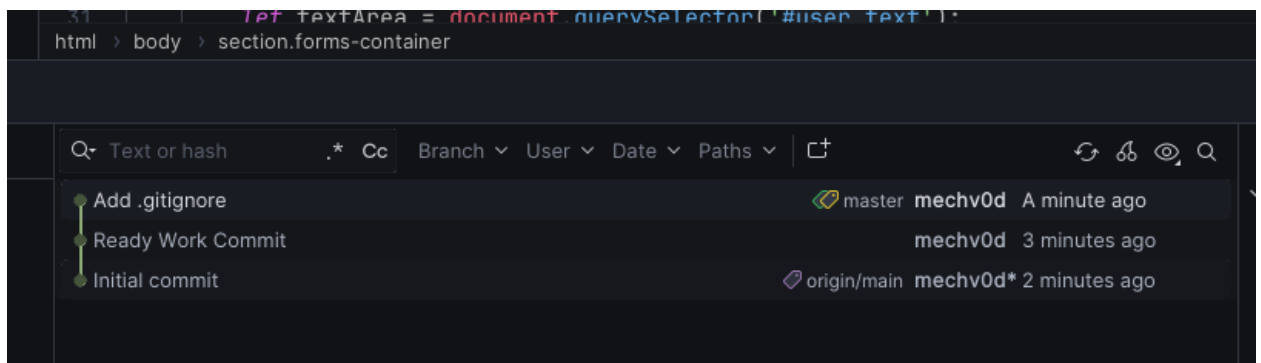 31 let textArea = document.querySelector('#user_text');
html > body > section.forms-container
Text or hash .* Cc Branch User Date Paths
Add .gitignore master mechv0d A minute ago
Ready Work Commit mechv0d 3 minutes ago
Initial commit origin/main mechv0d* 2 minutes ago